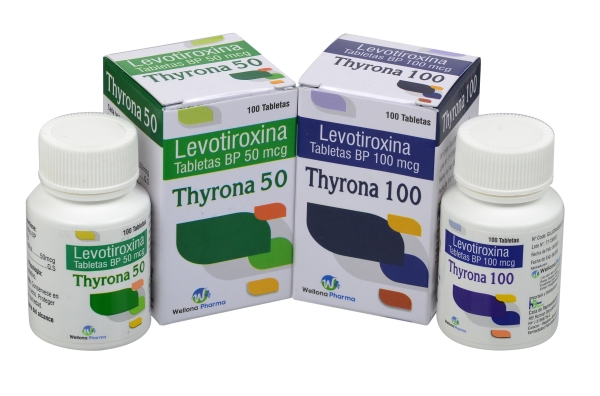 Levotiroxina
Tabletas BP 50 mcg
Thyrona 50
Thyrona 50
100 Tabletas
Levotiroxina
Tabletas BP 50 mcg
Thyrona 50
Wellona Pharma
Levotiroxina
Tabletas BP 100 mcg
Thyrona 100
Thyrona 100
100 Tabletas
Levotiroxina
Tabletas BP 100 mcg
Thyrona 100
Wellona Pharma
100 Tabletas
Levotiroxina
Tabletas BP 50 mcg
Thyrona 50
Wellona Pharma
100 Tabletas
Levotiroxina
Tabletas BP 100 mcg
Thyrona 100
Wellona Pharma